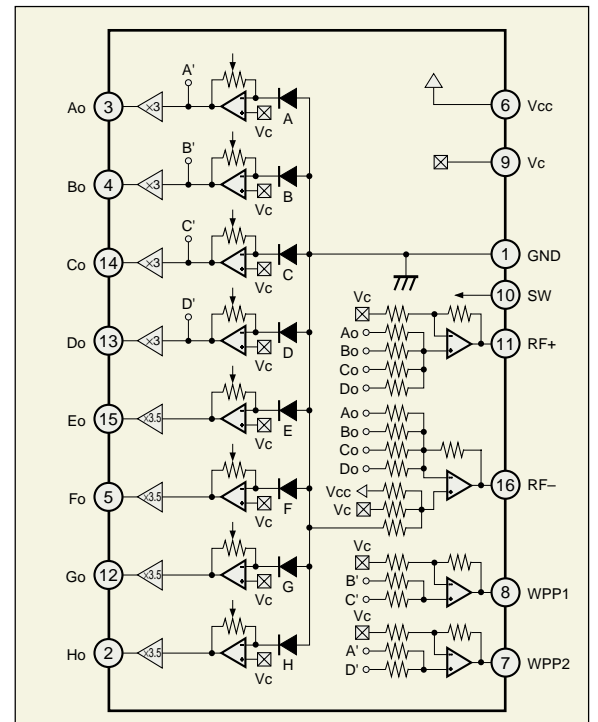 A'
Ao 3 ×3 Vc A
6 Vcc
B'
Bo 4 ×3 Vc B
9 Vc
C'
Co 14 ×3 Vc C
1 GND
10 SW
D'
Do 13 ×3 Vc D
Vc
Ao
Bo
Co
Do
11 RF+
Eo 15 ×3.5 Vc E
Ao
Bo
Co
Do
Vcc
Vc
16 RF–
Fo 5 ×3.5 Vc F
Go 12 ×3.5 Vc G
Vc
B'
C'
8 WPP1
Ho 2 ×3.5 Vc H
Vc
A'
D'
7 WPP2